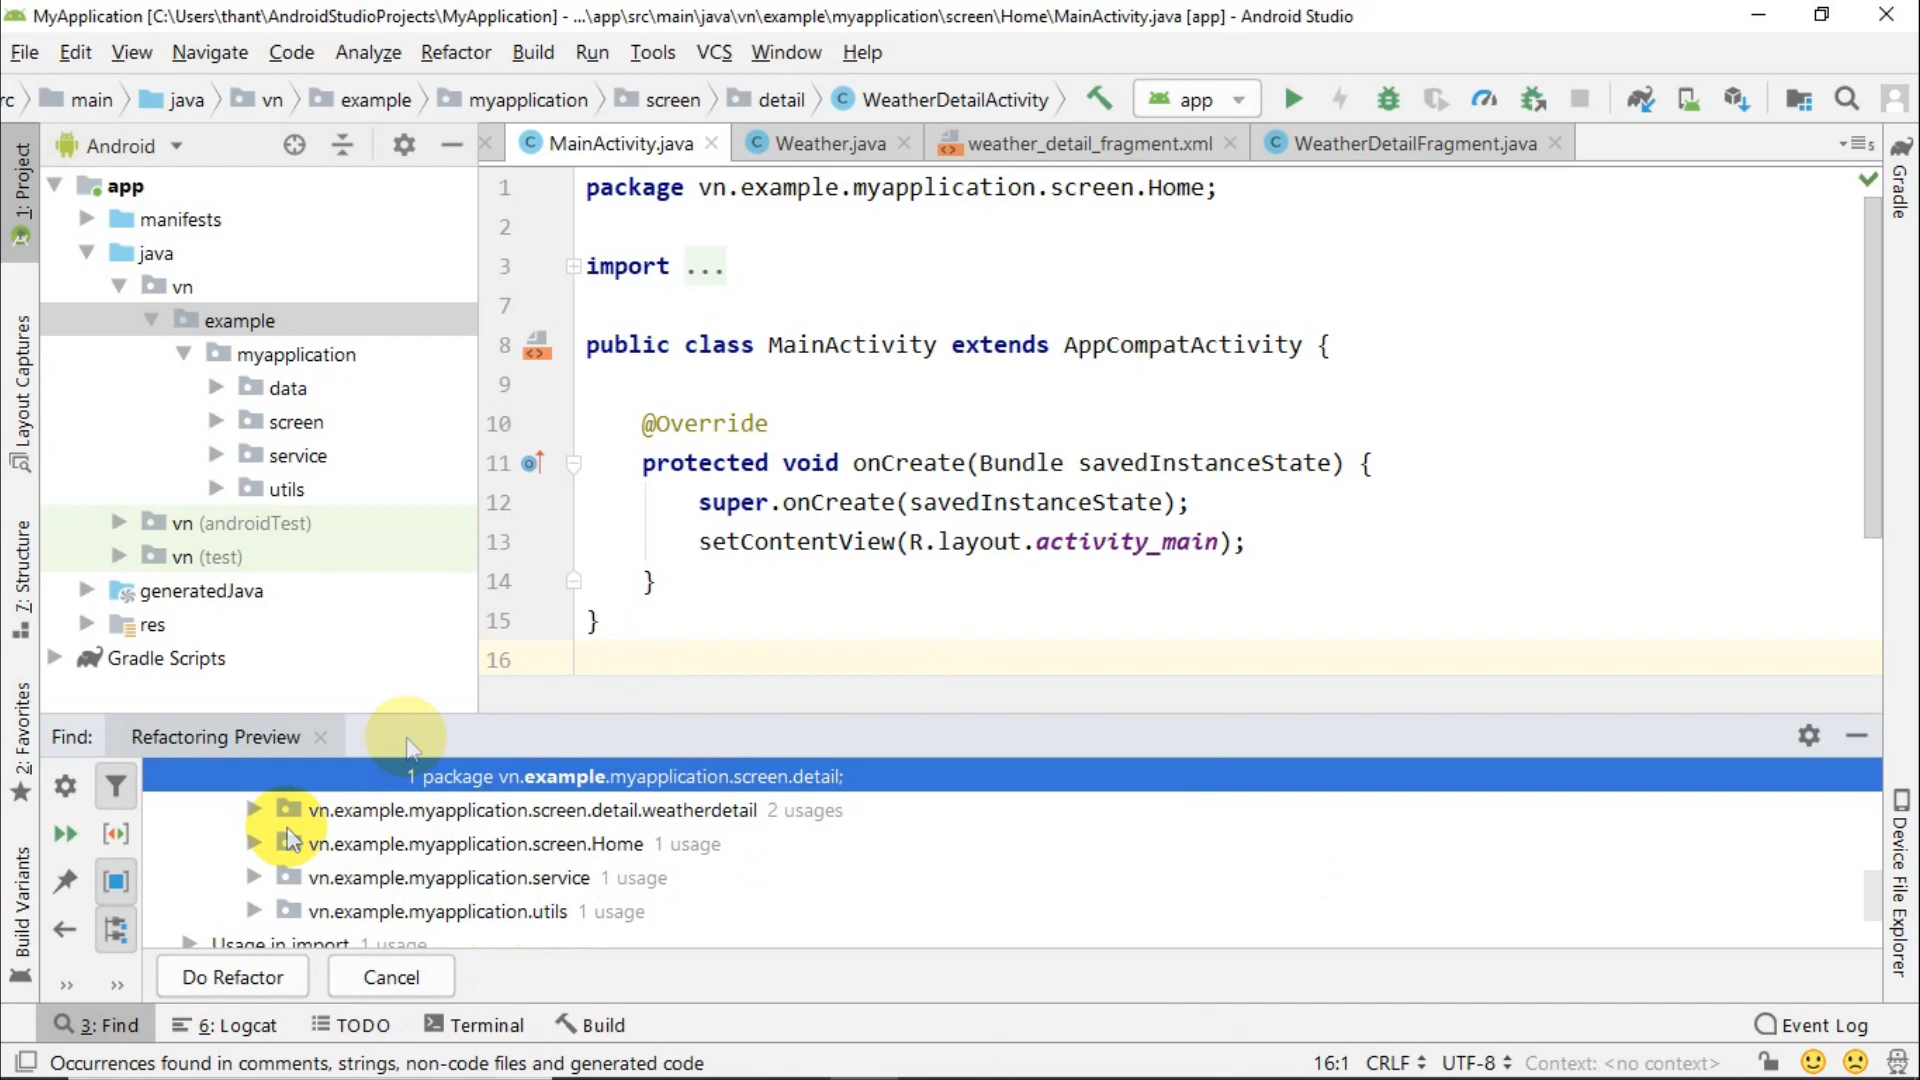 MyApplication [C:\Users\thant\AndroidStudioProjects\MyApplication] - ...\app\src\main\java\vn\example\myapplication\screen\Home\MainActivity.java [app] - Android Studio
File Edit View Navigate Code Analyze Refactor Build Run Tools VCS Window Help
rc main java vn example myapplication screen detail WeatherDetailActivity app
Android
MainActivity.java Weather.java weather_detail_fragment.xml WeatherDetailFragment.java
1: Project
Layout Captures
7: Structure
2: Favorites
Build Variants
app
manifests
java
vn
example
myapplication
data
screen
service
utils
vn (androidTest)
vn (test)
generatedJava
res
Gradle Scripts
1 package vn.example.myapplication.screen.Home;
2
3 import ...
7
8 public class MainActivity extends AppCompatActivity {
9
10 @Override
11 protected void onCreate(Bundle savedInstanceState) {
12 super.onCreate(savedInstanceState);
13 setContentView(R.layout.activity_main);
14 }
15 }
16
Gradle
Device File Explorer
Find: Refactoring Preview
1 package vn.example.myapplication.screen.detail;
vn.example.myapplication.screen.detail.weatherdetail 2 usages
vn.example.myapplication.screen.Home 1 usage
vn.example.myapplication.service 1 usage
vn.example.myapplication.utils 1 usage
Usage in import 1 usage
Do Refactor Cancel
3: Find 6: Logcat TODO Terminal Build Event Log
Occurrences found in comments, strings, non-code files and generated code 16:1 CRLF UTF-8 Context: <no context>